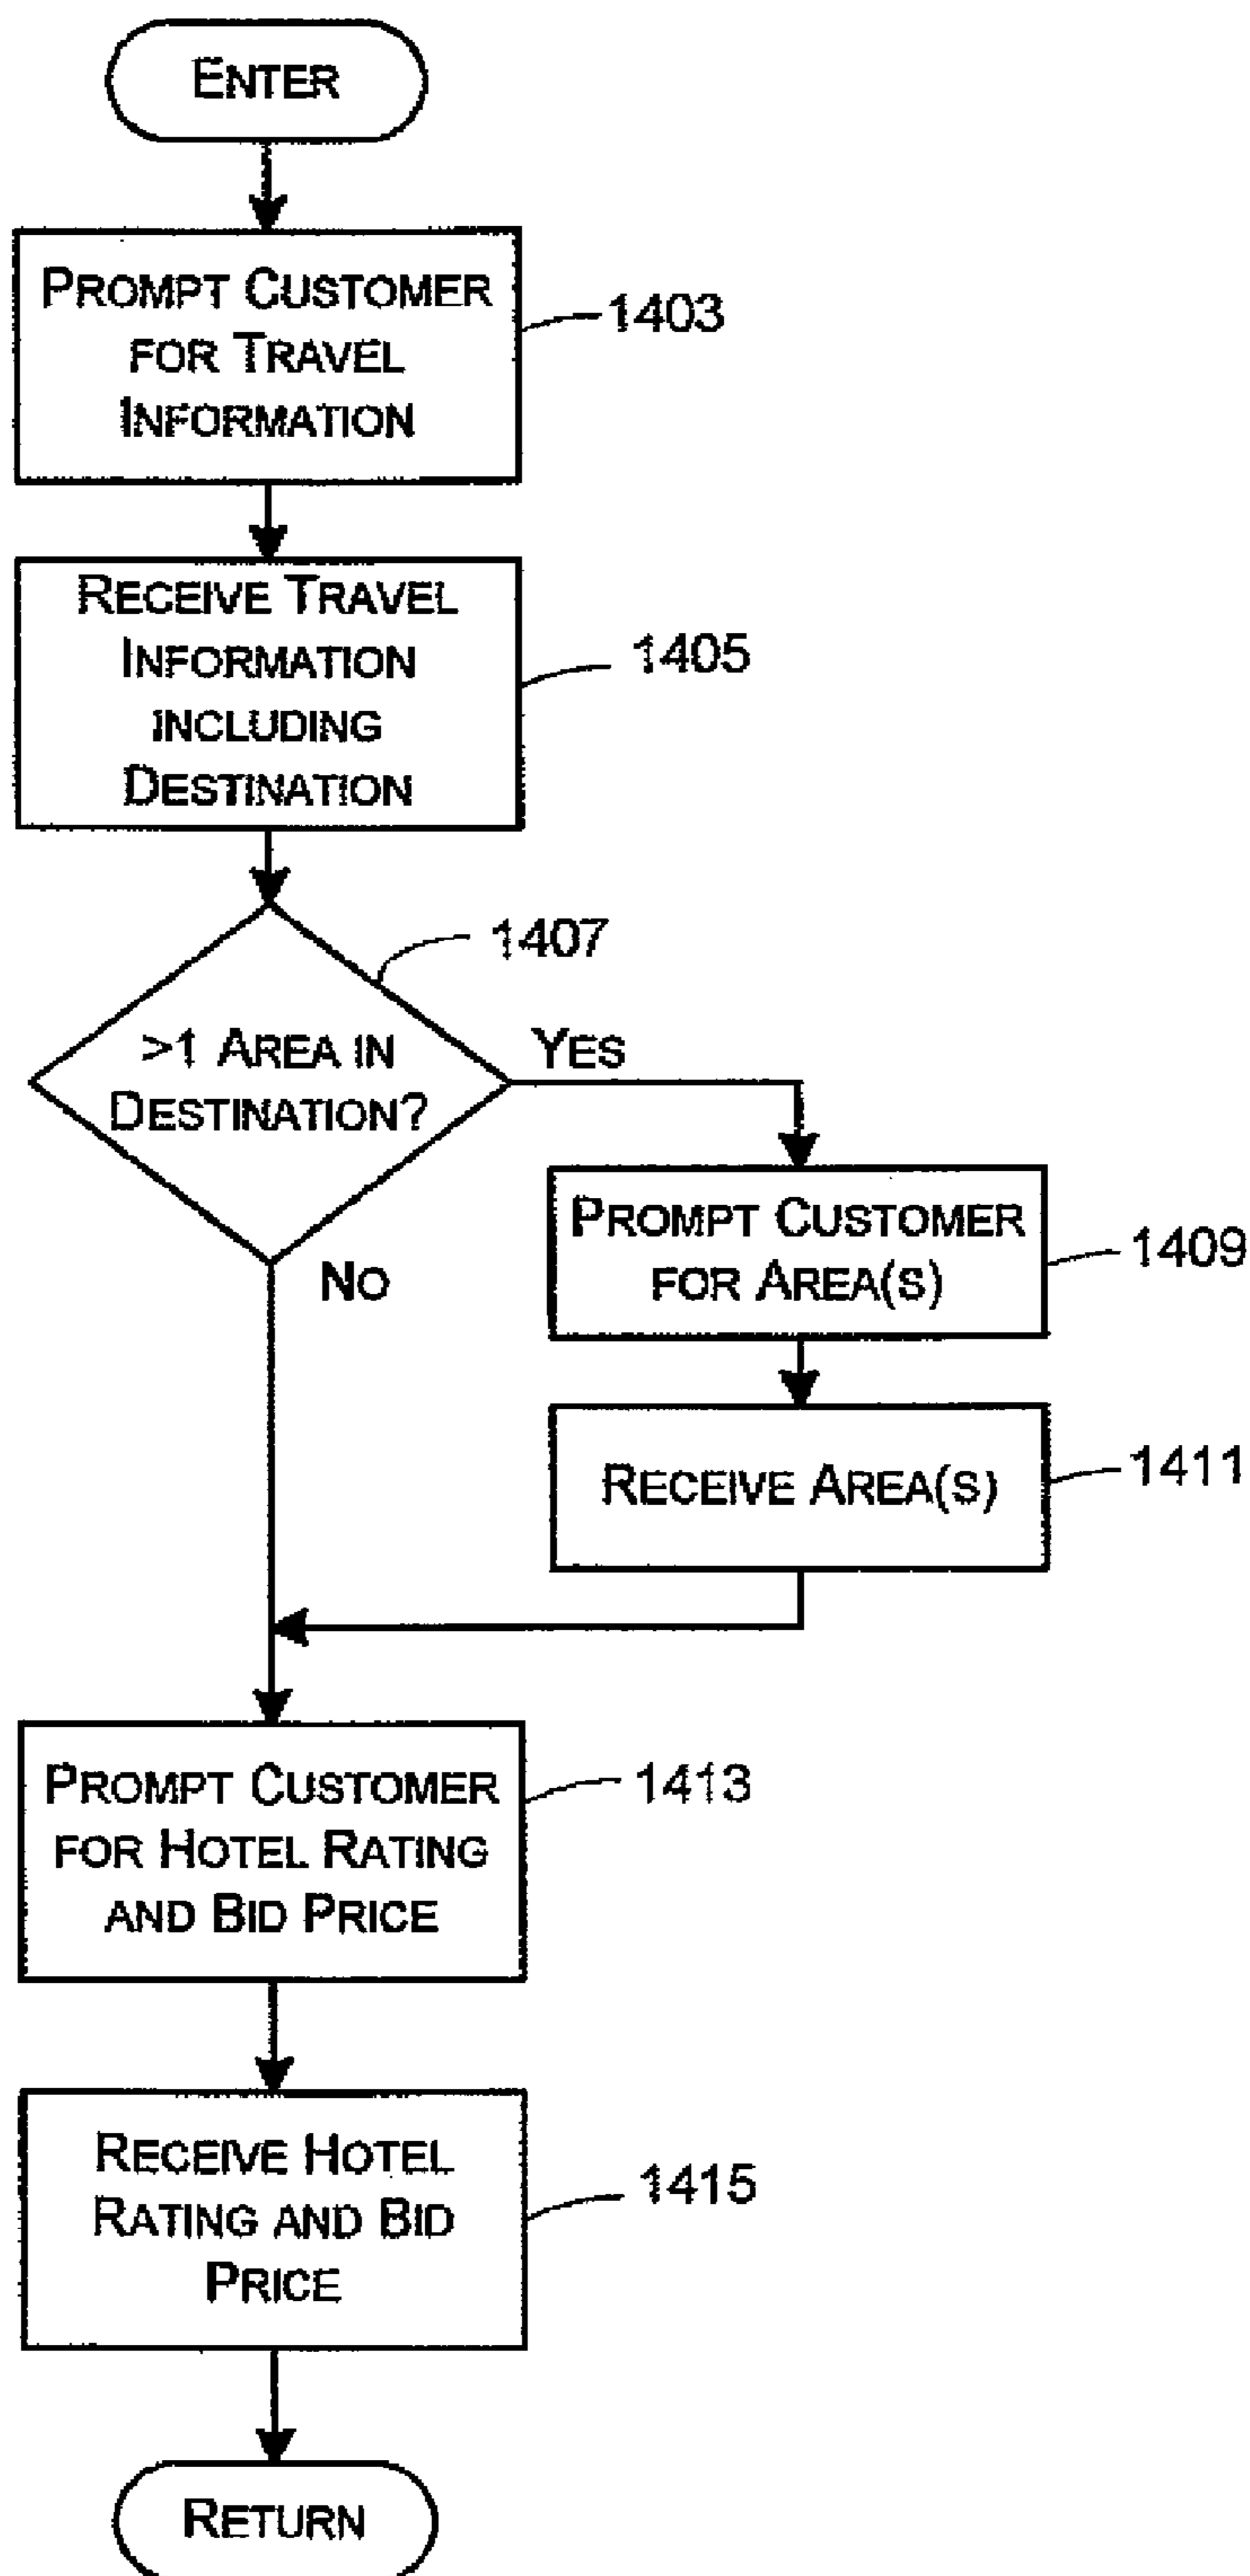 ENTER
PROMPT CUSTOMER
FOR TRAVEL
INFORMATION
1403
RECEIVE TRAVEL
INFORMATION
INCLUDING
DESTINATION
1405
1407
>1 AREA IN
DESTINATION?
YES
NO
PROMPT CUSTOMER
FOR AREA(S)
1409
RECEIVE AREA(S)
1411
PROMPT CUSTOMER
FOR HOTEL RATING
AND BID PRICE
1413
RECEIVE HOTEL
RATING AND BID
PRICE
1415
RETURN